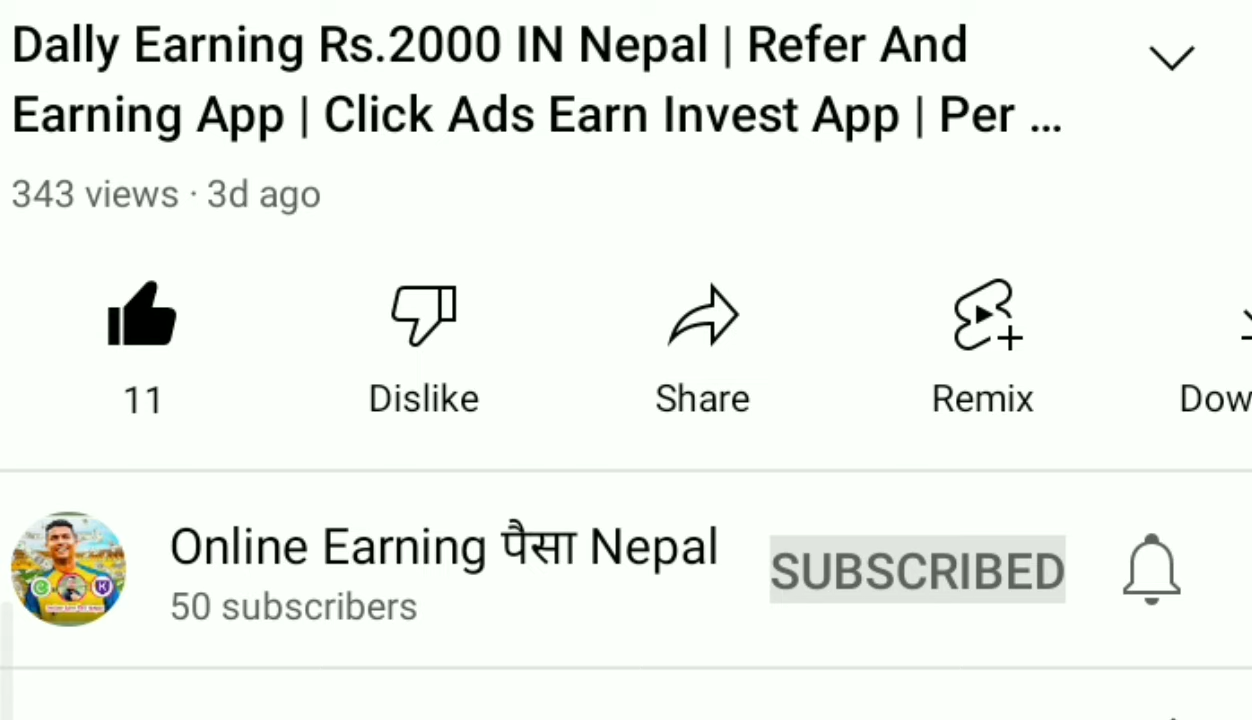 Dally Earning Rs.2000 IN Nepal | Refer And
Earning App | Click Ads Earn Invest App | Per ...
343 views · 3d ago
11
Dislike
Share
Remix
Dow
Online Earning पैसा Nepal
SUBSCRIBED
50 subscribers